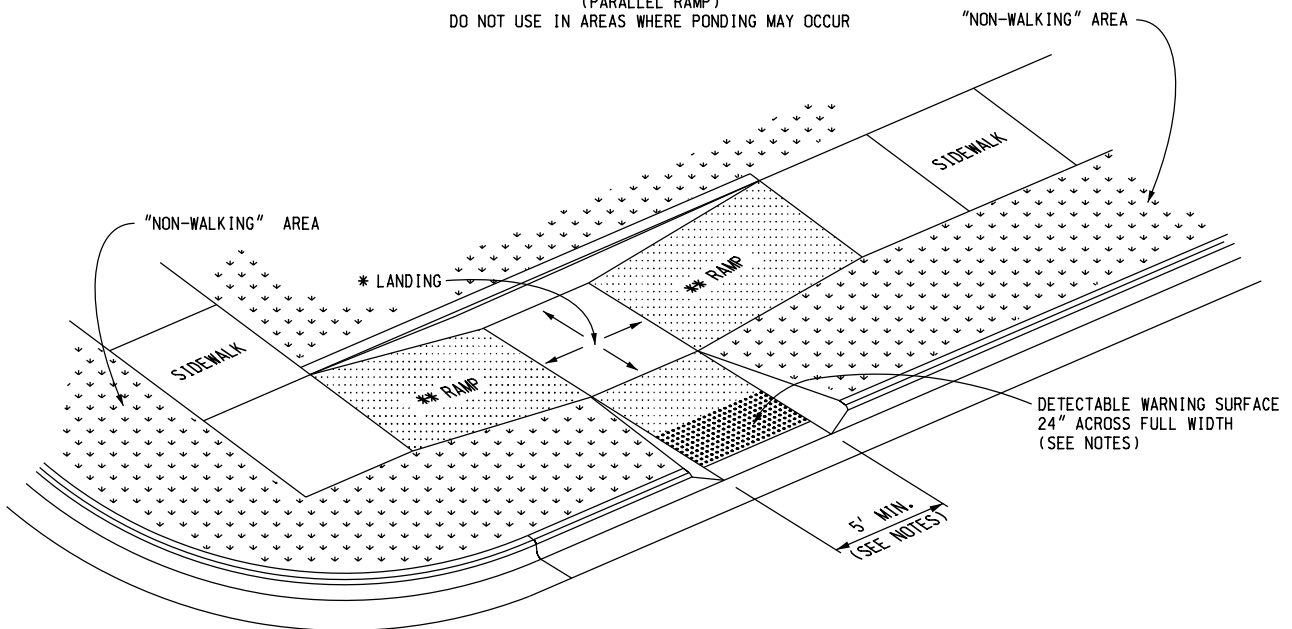 (PARALLEL RAMP)
DO NOT USE IN AREAS WHERE PONDING MAY OCCUR
"NON-WALKING" AREA
SIDEWALK
"NON-WALKING" AREA
** RAMP
* LANDING
SIDEWALK
** RAMP
DETECTABLE WARNING SURFACE
24" ACROSS FULL WIDTH
(SEE NOTES)
5' MIN.
(SEE NOTES)